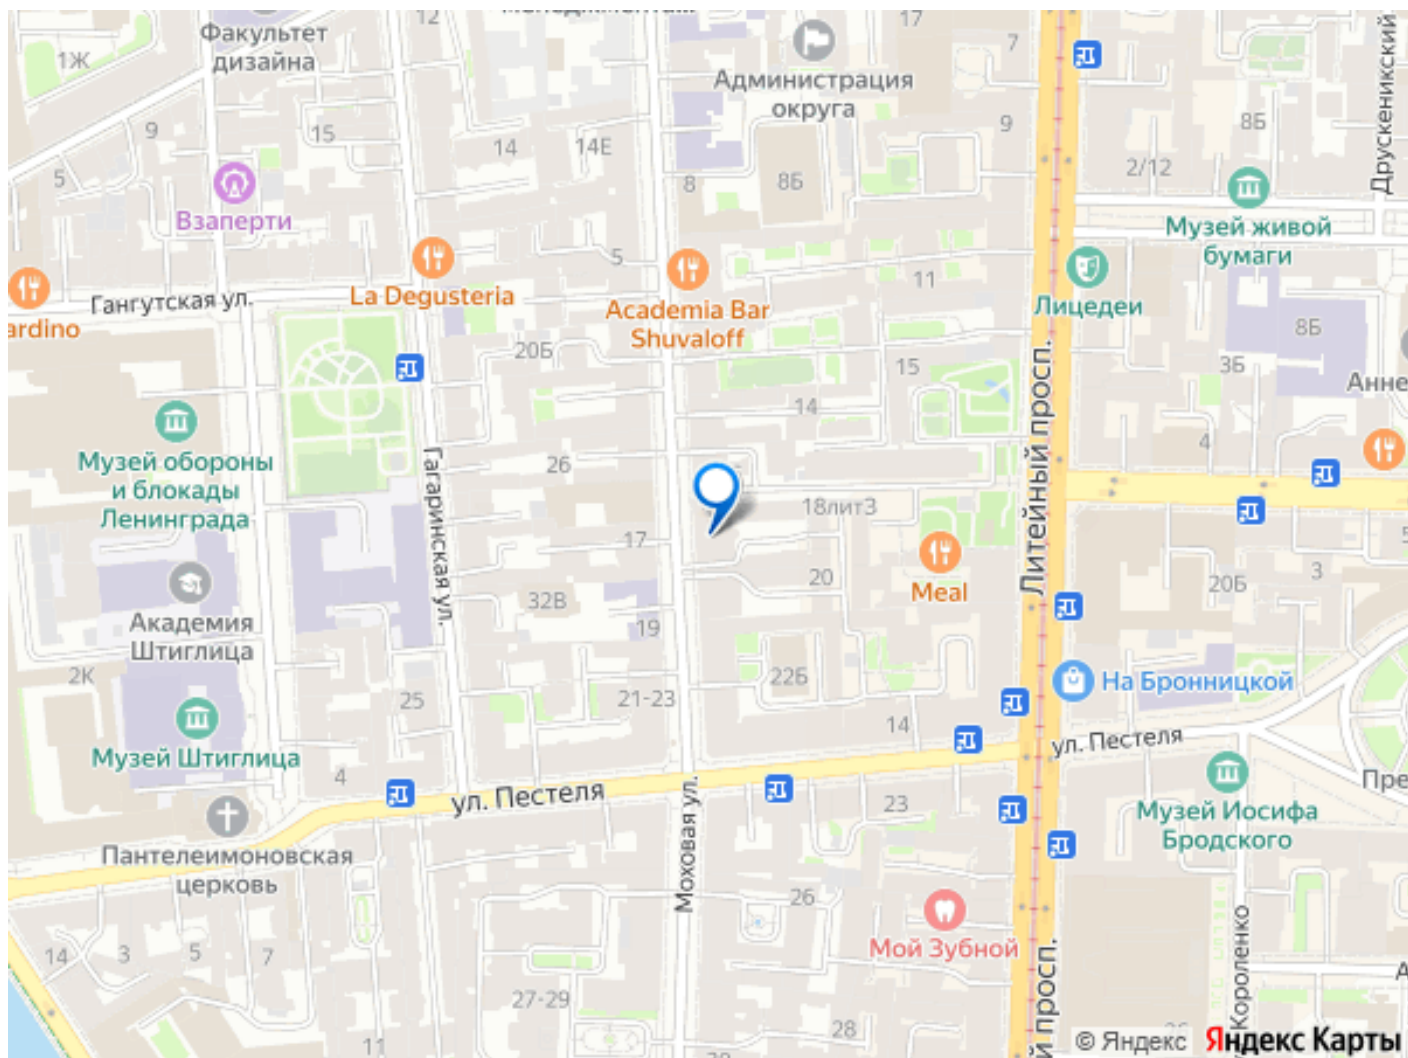 12
17
Факультет
дизайна
1Ж
7
Администрация
округа
9
15
14
14Е
9
8Б
2/12
Друскеникский
5
8
8Б
Взаперти
Музей живой
бумаги
5
11
La Degusteria
Гангутская ул.
Academia Bar
Shuvaloff
Лицедеи
ardino
20Б
8Б
15
3Б
Анне
14
4
Музей обороны
и блокады
Ленинграда
26
Гагаринская ул.
18лит3
Литейный просп.
17
20
Meal
3
20Б
32В
Академия
Штиглица
19
2К
22Б
На Бронницкой
25
21-23
14
Музей Штиглица
ул. Пестеля
4
ул. Пестеля
Пре
23
Моховая ул.
Музей Иосифа
Бродского
Пантелеимоновская
церковь
26
Мой Зубной
14
3
5
7
Короленко
27-29
й просп.
28
11
© Яндекс
Яндекс Карты